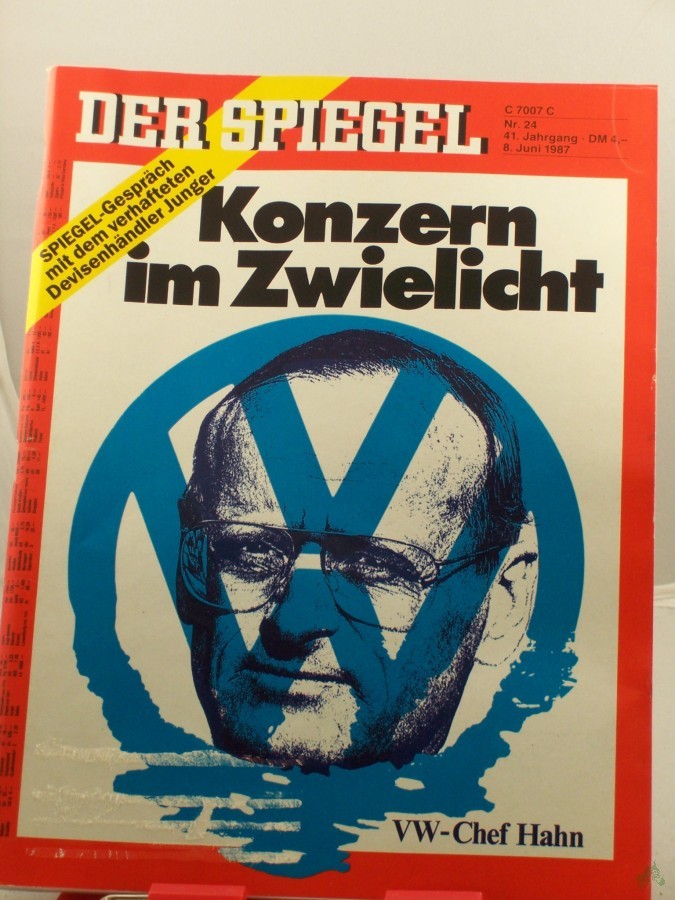 DER SPIEGEL
C 7007 C
Nr. 24
41. Jahrgang · DM 4,–
8. Juni 1987
SPIEGEL-Gespräch
mit dem verhafteten
Devisenhändler Junger
Konzern
im Zwielicht
VW
VW-Chef Hahn